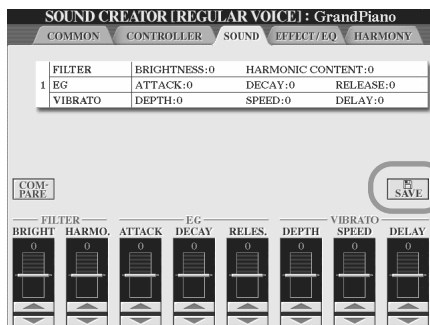 SOUND CREATOR [REGULAR VOICE] : GrandPiano
COMMON CONTROLLER SOUND EFFECT/EQ HARMONY
FILTER BRIGHTNESS:0 HARMONIC CONTENT:0
1 EG ATTACK:0 DECAY:0 RELEASE:0
VIBRATO DEPTH:0 SPEED:0 DELAY:0
COM-
PARE
SAVE
FILTER EG VIBRATO
BRIGHT HARMO. ATTACK DECAY RELES. DEPTH SPEED DELAY
0 0 0 0 0 0 0 0